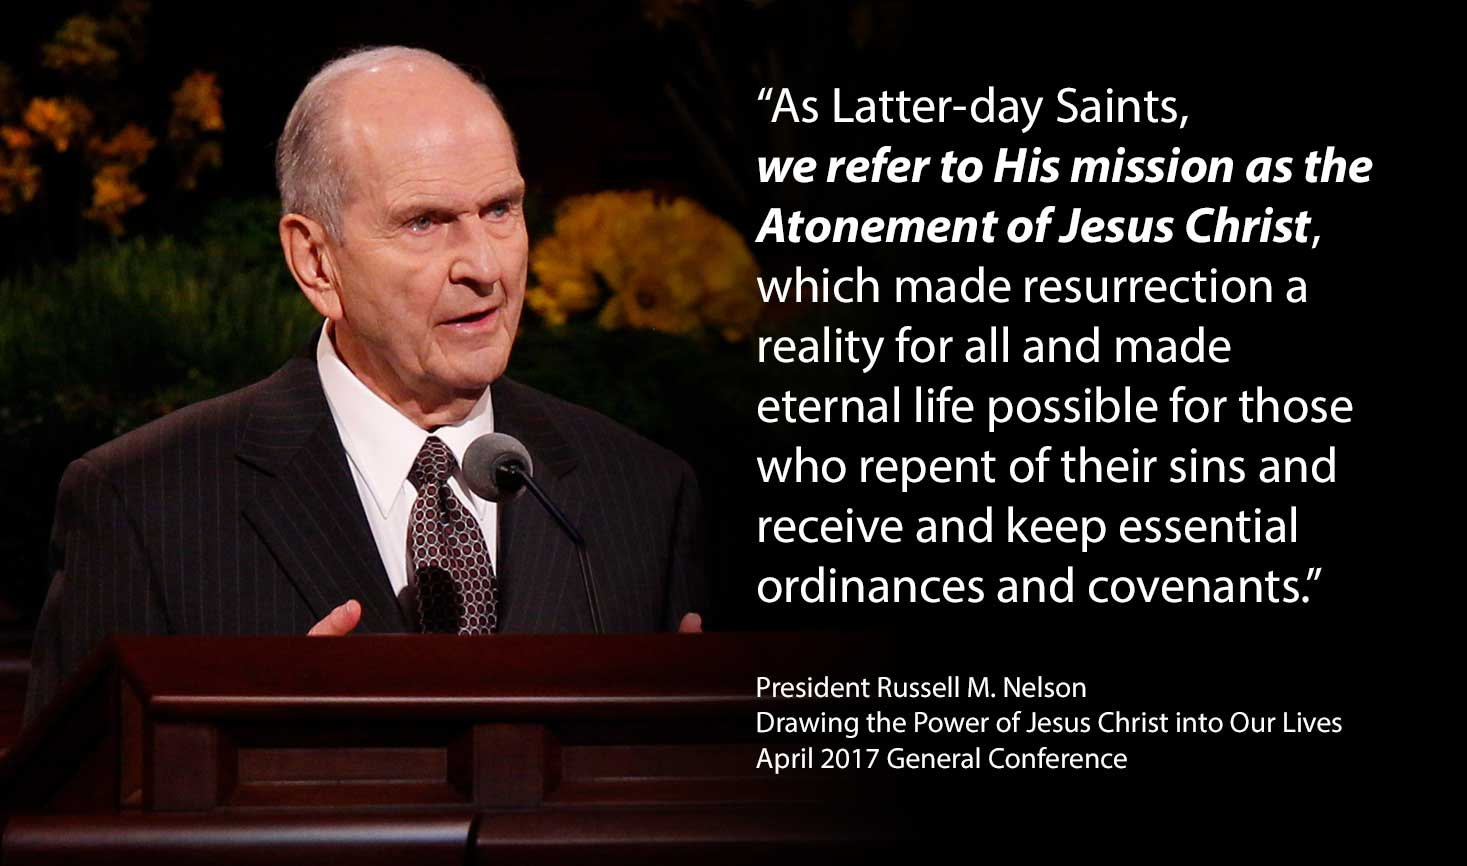 “As Latter-day Saints,
we refer to His mission as the
Atonement of Jesus Christ,
which made resurrection a
reality for all and made
eternal life possible for those
who repent of their sins and
receive and keep essential
ordinances and covenants.”
President Russell M. Nelson
Drawing the Power of Jesus Christ into Our Lives
April 2017 General Conference